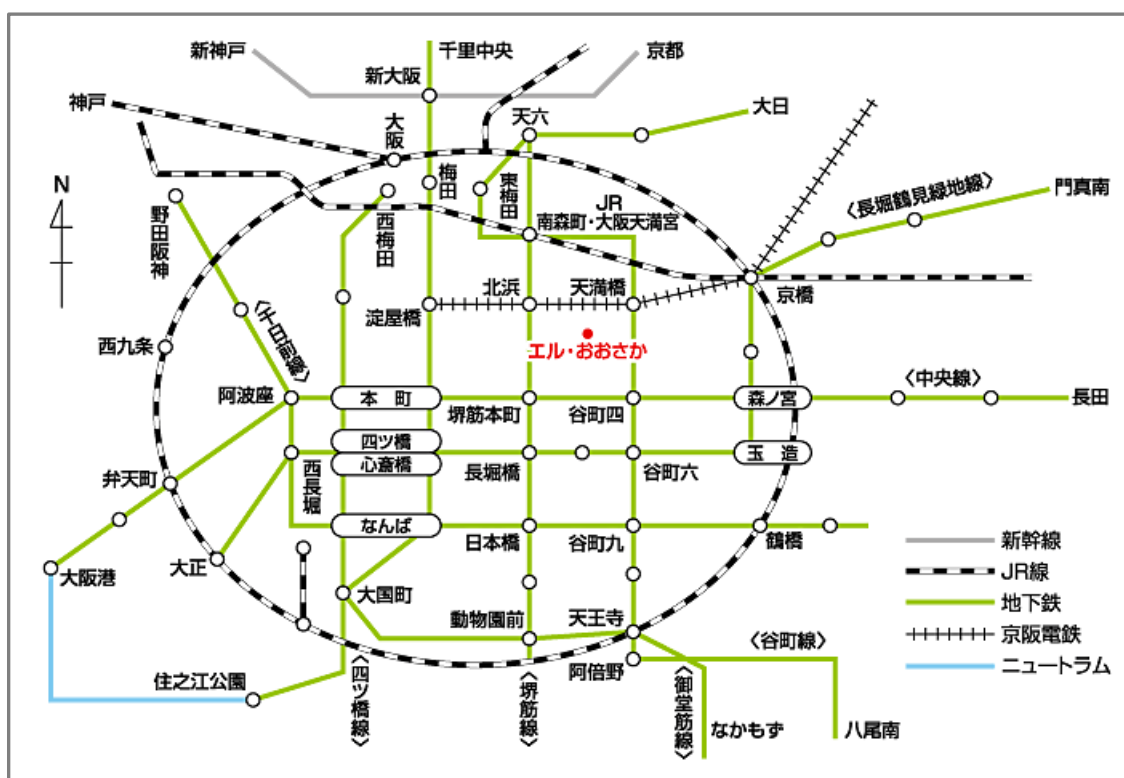 千里中央
新神戸
京都
新大阪
神戸
大日
天六
大阪
梅田
東梅田
JR
南森町・大阪天満宮
門真南
〈長堀鶴見緑地線〉
N
野田阪神
西梅田
北浜
天満橋
京橋
淀屋橋
〈千日前線〉
エル・おおさか
西九条
〈中央線〉
阿波座
本 町
堺筋本町
谷町四
森ノ宮
長田
四ツ橋
心斎橋
西長堀
長堀橋
谷町六
玉 造
弁天町
なんば
日本橋
谷町九
鶴橋
新幹線
大正
大阪港
JR線
大国町
地下鉄
動物園前
天王寺
〈谷町線〉
京阪電鉄
阿倍野
ニュートラム
住之江公園
〈四ツ橋線〉
〈堺筋線〉
〈御堂筋線〉
なかもず
八尾南